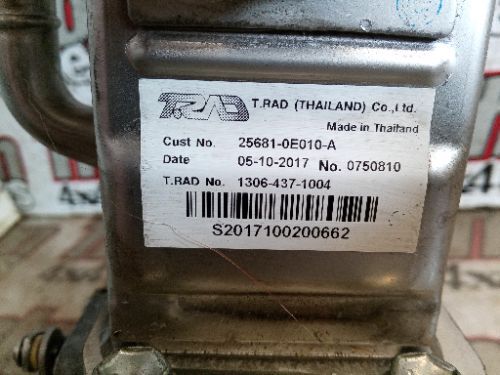 T.RAD T.RAD (THAILAND) Co.,Ltd.
Made in Thailand
Cust No. 25681-0E010-A
Date 05-10-2017 No. 0750810
T.RAD No. 1306-437-1004
S2017100200662